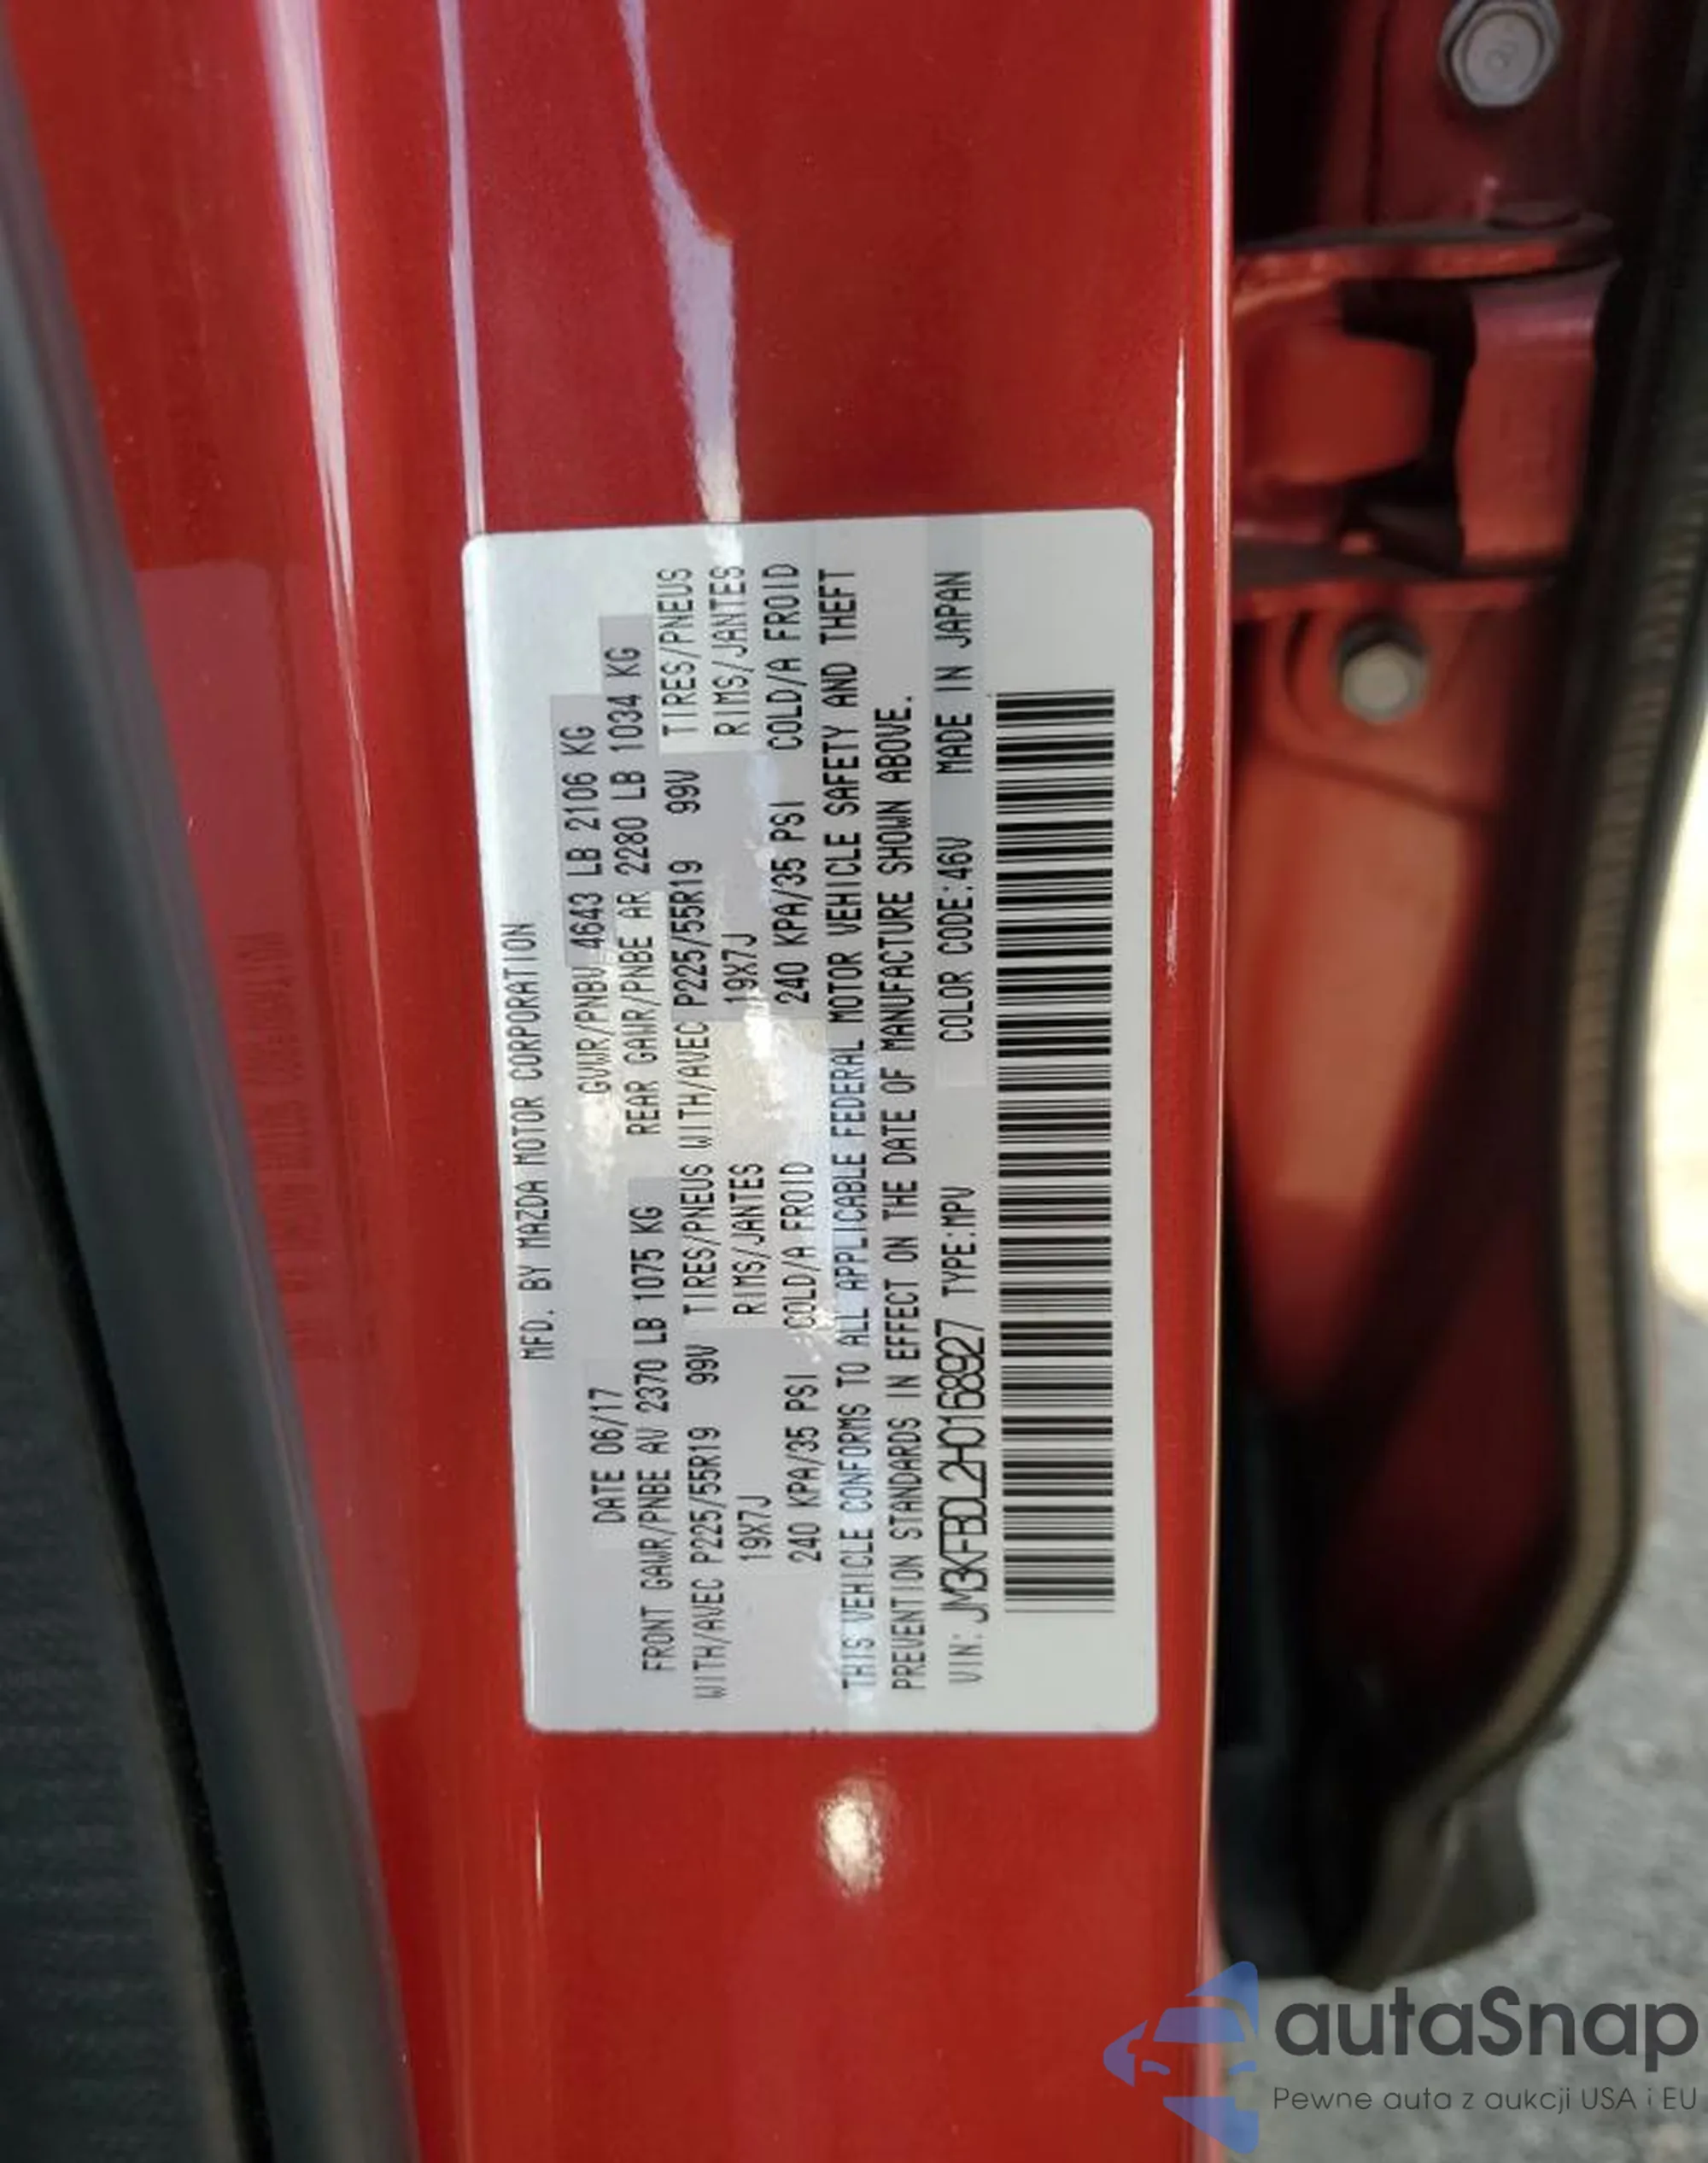 MFD. BY MAZDA MOTOR CORPORATION
DATE 06/17 GVWR/PNBV 4643 LB 2106 KG
FRONT GAWR/PNBE AV 2370 LB 1075 KG REAR GAWR/PNBE AR 2280 LB 1034 KG
WITH/AVEC P225/55R19 99V TIRES/PNEUS WITH/AVEC P225/55R19 99V TIRES/PNEUS
19X7J RIMS/JANTES 19X7J RIMS/JANTES
240 KPA/35 PSI COLD/A FROID 240 KPA/35 PSI COLD/A FROID
THIS VEHICLE CONFORMS TO ALL APPLICABLE FEDERAL MOTOR VEHICLE SAFETY AND THEFT
PREVENTION STANDARDS IN EFFECT ON THE DATE OF MANUFACTURE SHOWN ABOVE.
VIN: JM3KFBDL2H0168927 TYPE:MPV COLOR CODE:46V MADE IN JAPAN
autaSnap
Pewne auta z aukcji USA i EU